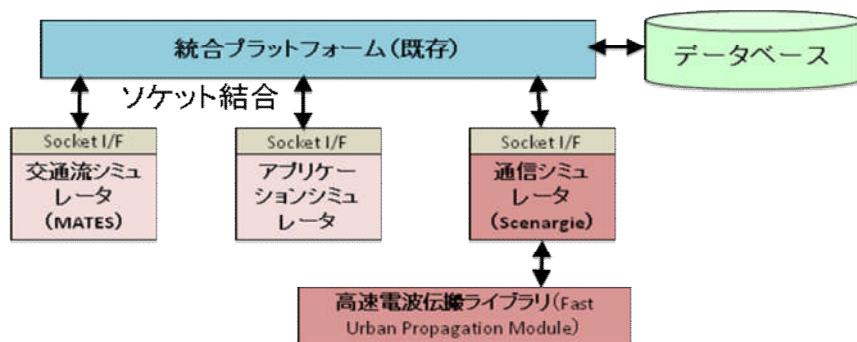 統合プラットフォーム(既存)
データベース
ソケット結合
Socket I/F
交通流シミュ
レータ
(MATES)
Socket I/F
アプリケー
ションシミュ
レータ
Socket I/F
通信シミュ
レータ
(Scenargie)
高速電波伝搬ライブラリ(Fast
Urban Propagation Module)